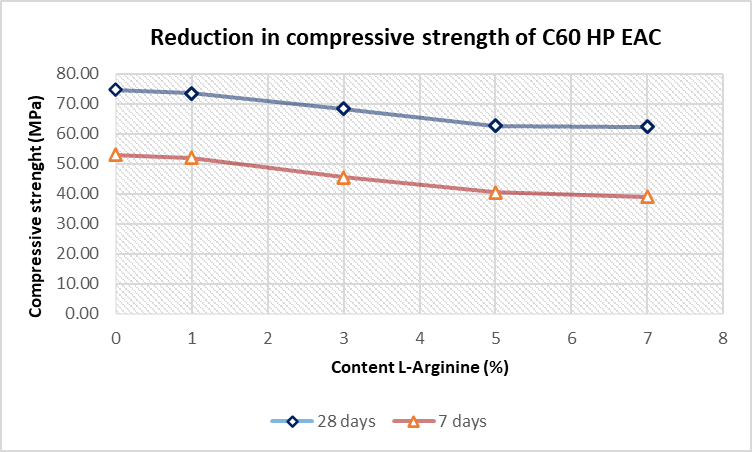 Reduction in compressive strength of C60 HP EAC
Compressive strenght (MPa)
80.00
70.00
60.00
50.00
40.00
30.00
20.00
10.00
0.00
0 1 2 3 4 5 6 7 8
Content L-Arginine (%)
28 days 7 days